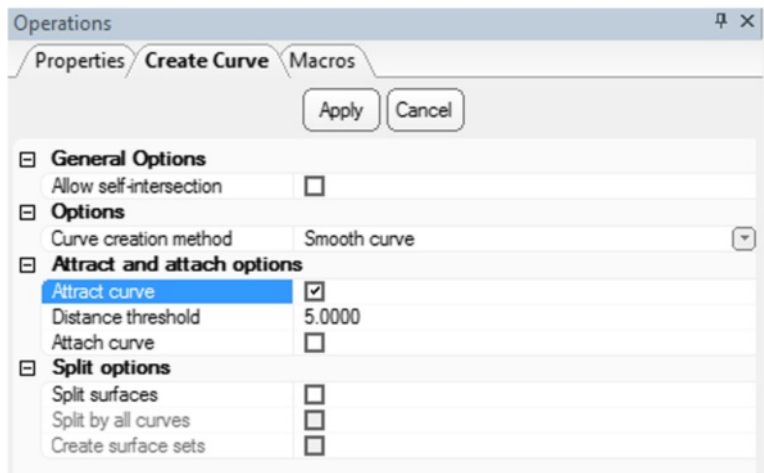 Operations
Properties Create Curve Macros
Apply Cancel
General Options
Allow self-intersection
Options
Curve creation method Smooth curve
Attract and attach options
Attract curve
Distance threshold 5.0000
Attach curve
Split options
Split surfaces
Split by all curves
Create surface sets